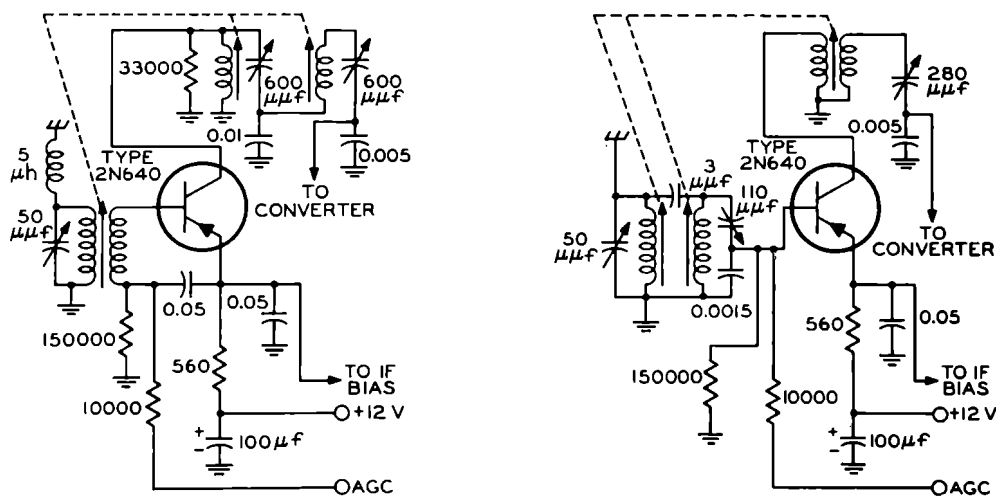 33000
600
μμf
600
μμf
0.01
0.005
5
μh
TYPE
2N640
TO
CONVERTER
50
μμf
0.05
0.05
150000
560
10000
TO IF
BIAS
+12 V
+
-
100μf
AGC
280
μμf
0.005
TYPE
2N640
3
μμf
110
μμf
TO
CONVERTER
50
μμf
0.0015
560
0.05
150000
10000
TO IF
BIAS
+12 V
+
-
100μf
AGC